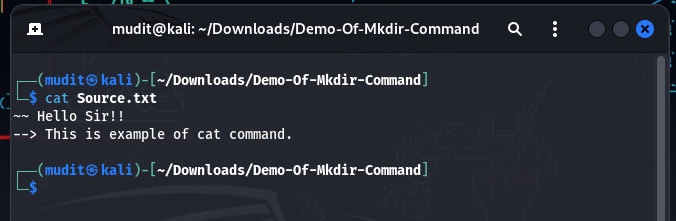 mudit@kali: ~/Downloads/Demo-Of-Mkdir-Command
┌──(mudit㉿kali)-[~/Downloads/Demo-Of-Mkdir-Command]
└─$ cat Source.txt
~~ Hello Sir!!
--> This is example of cat command.
┌──(mudit㉿kali)-[~/Downloads/Demo-Of-Mkdir-Command]
└─$